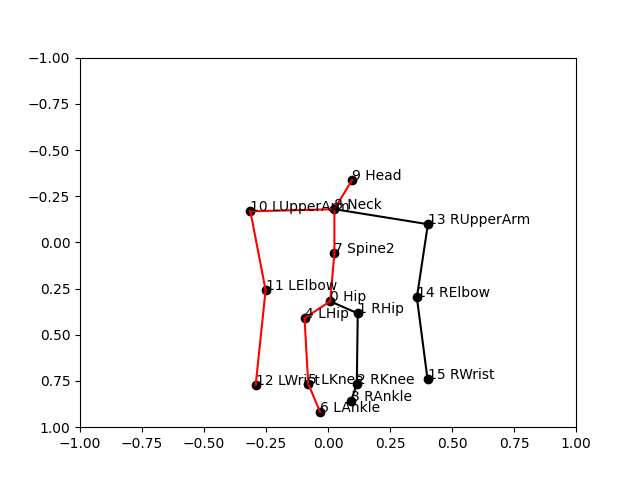 −1.00
−0.75
−0.50
−0.25
0.00
0.25
0.50
0.75
1.00
9 Head
10 LUpperArm
8 Neck
13 RUpperArm
7 Spine2
11 LElbow
0 Hip
14 RElbow
1 RHip
4 LHip
12 LWrist
5 LKnee
2 RKnee
15 RWrist
3 RAnkle
6 LAnkle
−1.00 −0.75 −0.50 −0.25 0.00 0.25 0.50 0.75 1.00